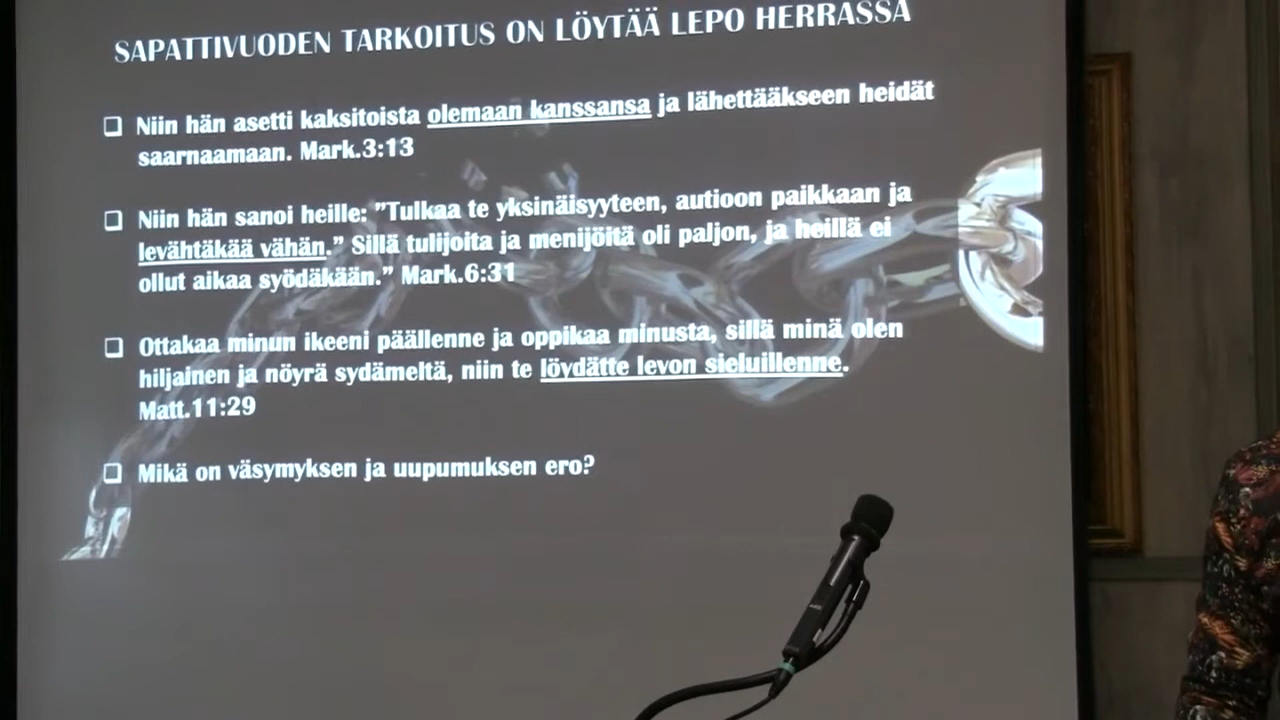 SAPATTIVUODEN TARKOITUS ON LÖYTÄÄ LEPO HERRASSA
❑ Niin hän asetti kaksitoista olemaan kanssansa ja lähettääkseen heidät
saarnaamaan. Mark.3:13
❑ Niin hän sanoi heille: ”Tulkaa te yksinäisyyteen, autioon paikkaan ja
levähtäkää vähän.” Sillä tulijoita ja menijöitä oli paljon, ja heillä ei
ollut aikaa syödäkään.” Mark.6:31
❑ Ottakaa minun ikeeni päällenne ja oppikaa minusta, sillä minä olen
hiljainen ja nöyrä sydämeltä, niin te löydätte levon sieluillenne.
Matt.11:29
❑ Mikä on väsymyksen ja uupumuksen ero?